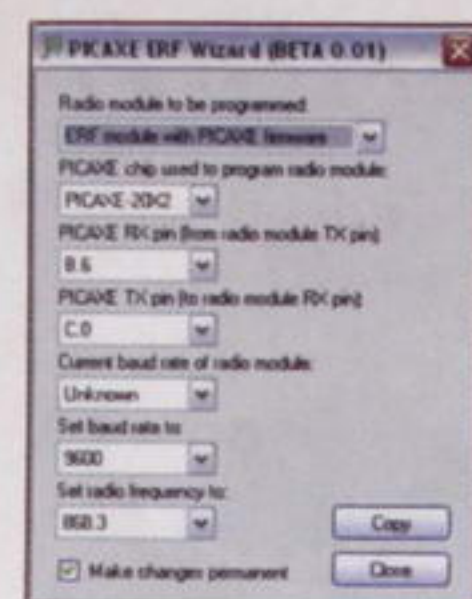 PICAXE ERF Wizard (BETA 0.01)
Radio module to be programmed:
ERF module with PICAXE firmware
PICAXE chip used to program radio module:
PICAXE-20X2
PICAXE RX pin (from radio module TX pin)
B.6
PICAXE TX pin (to radio module RX pin)
C.0
Current baud rate of radio module:
Unknown
Set baud rate to:
9600
Set radio frequency to:
868.3
Copy
Make changes permanent
Close